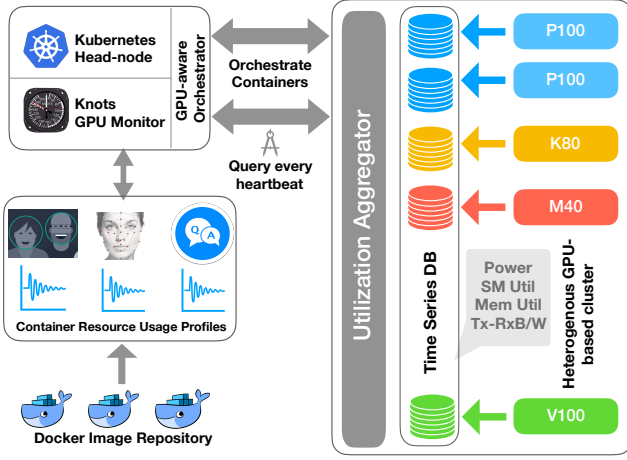 Kubernetes
Head-node
Knots
GPU Monitor
GPU-aware
Orchestrator
Orchestrate
Containers
Query every
heartbeat
Q
A
Container Resource Usage Profiles
Docker Image Repository
Utilization Aggregator
Time Series DB
P100
P100
K80
M40
Power
SM Util
Mem Util
Tx-RxB/W
Heterogenous GPU-
based cluster
V100